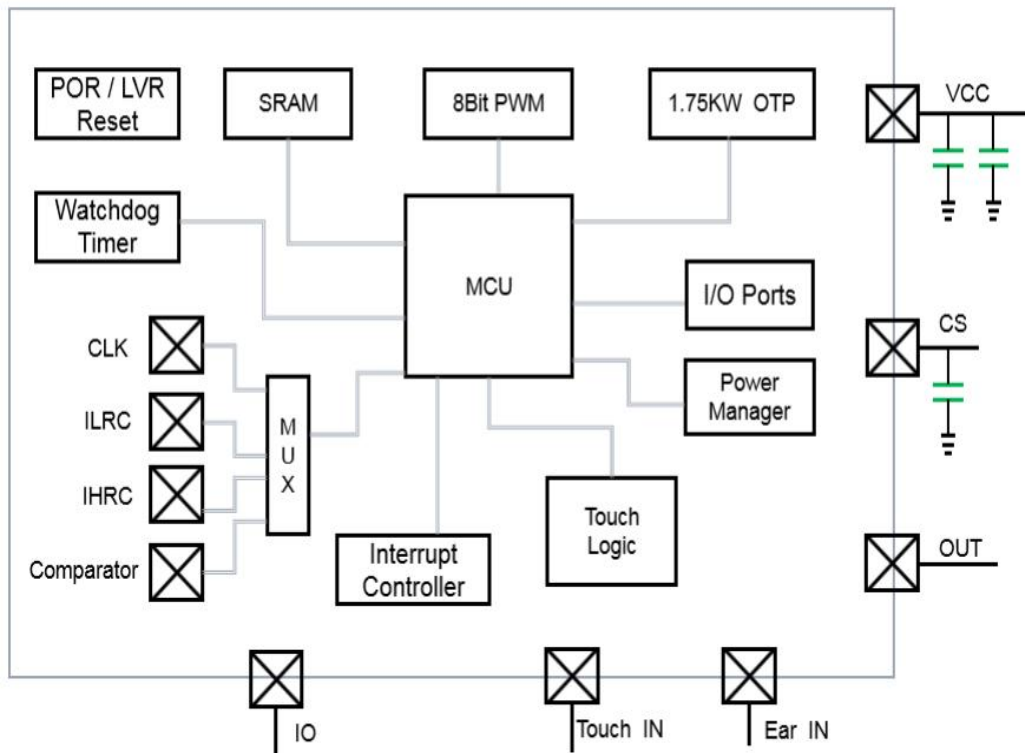 POR / LVR
Reset
SRAM
8Bit PWM
1.75KW OTP
VCC
Watchdog
Timer
MCU
I/O Ports
CLK
CS
Power
Manager
ILRC
M
U
X
IHRC
Touch
Logic
Comparator
Interrupt
Controller
OUT
IO
Touch IN
Ear IN